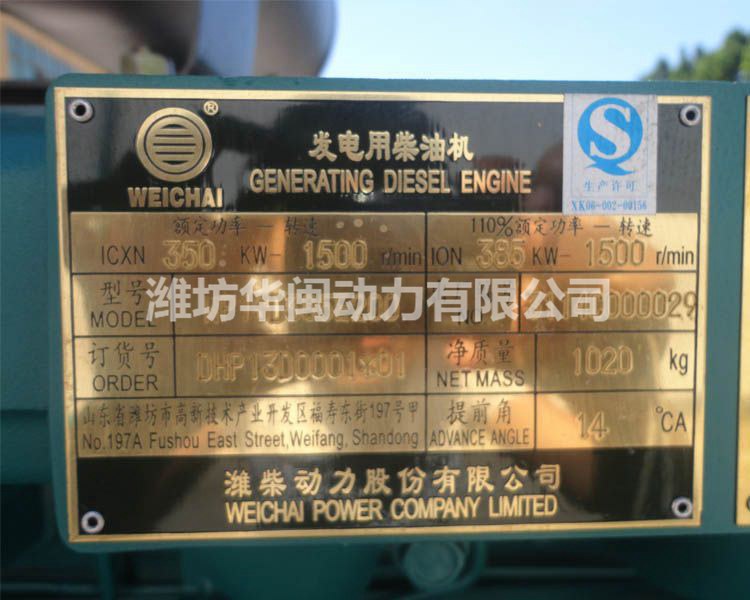 ®
WEICHAI
发电用柴油机
GENERATING DIESEL ENGINE
生产许可
XK06-002-00156
额定功率 — 转速
ICXN 350 KW- 1500 r/min
110%额定功率 — 转速
ION 385 KW- 1500 r/min
型号
MODEL
潍坊华闽动力有限公司
订货号
ORDER
净质量
NET MASS
1020 kg
山东省潍坊市高新技术产业开发区福寿东街197号甲
No.197A Fushou East Street,Weifang, Shandong
提前角
ADVANCE ANGLE
14 °CA
潍柴动力股份有限公司
WEICHAI POWER COMPANY LIMITED